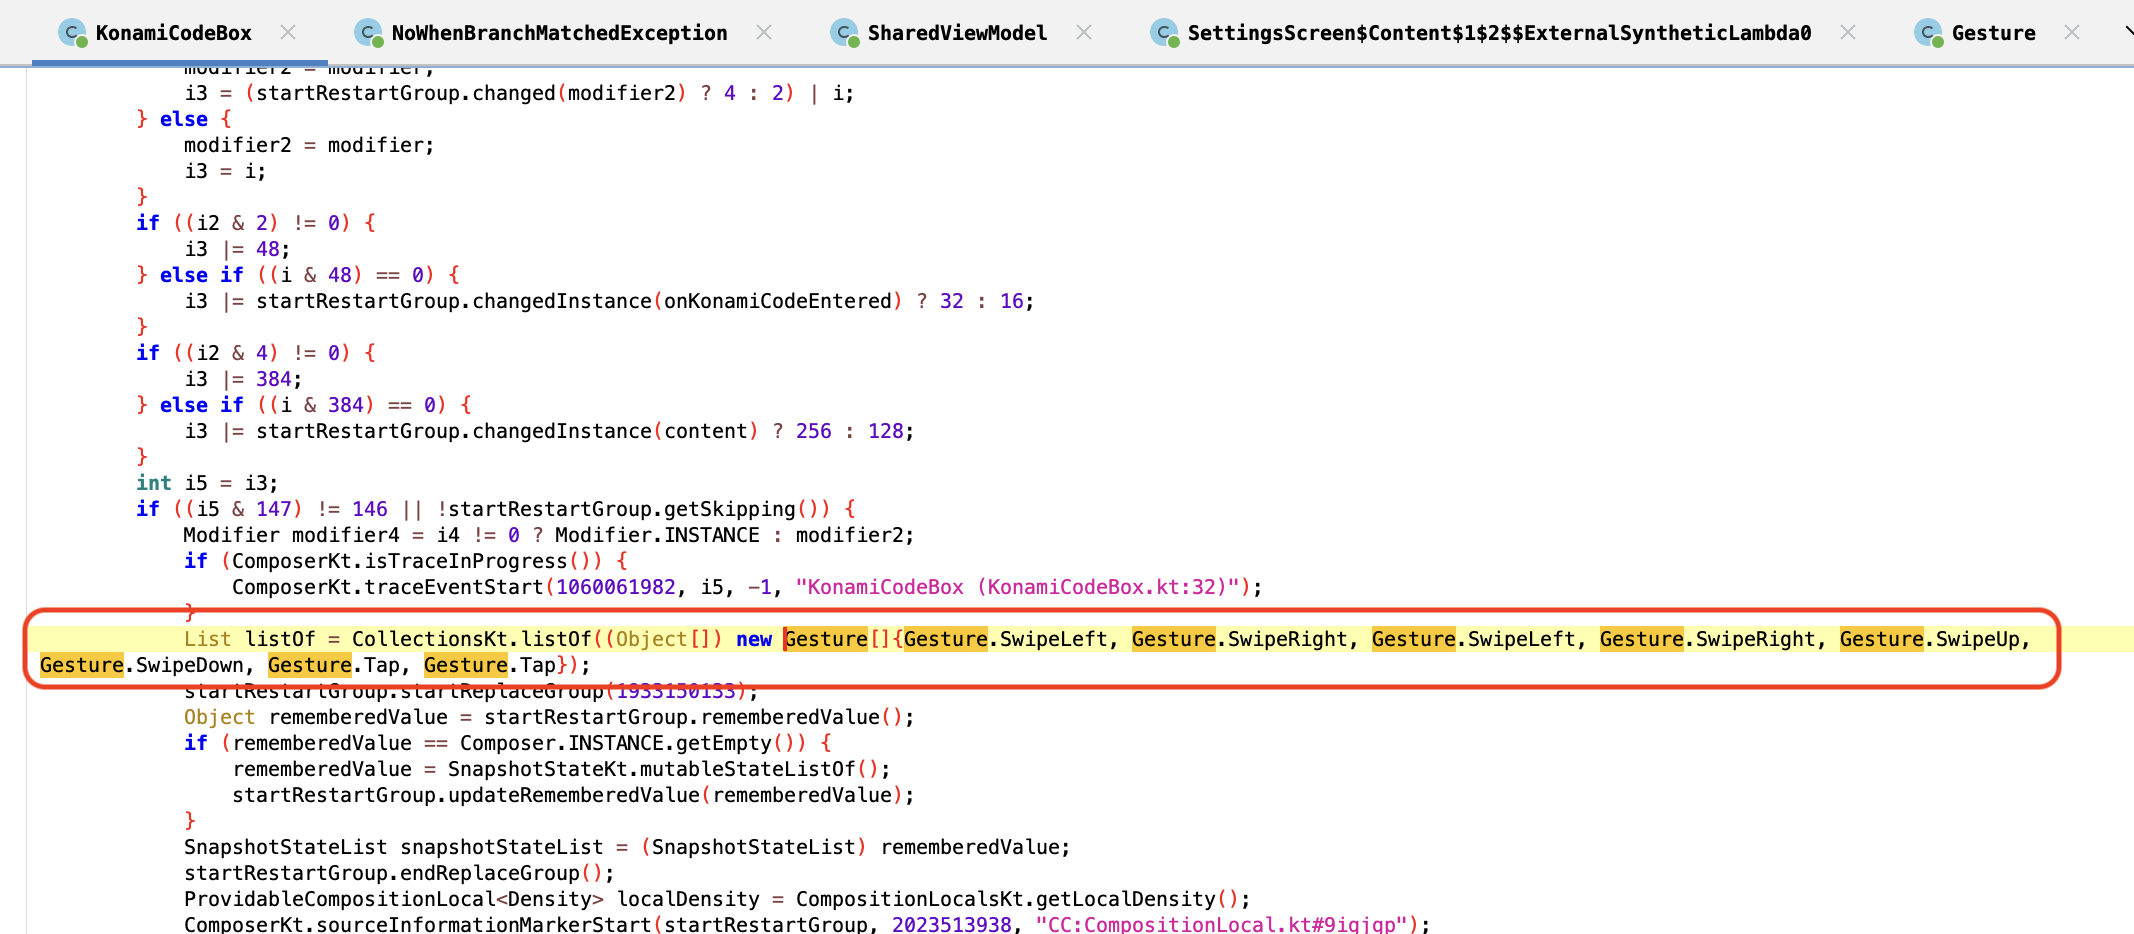 KonamiCodeBox NoWhenBranchMatchedException SharedViewModel SettingsScreen$Content$1$2$$ExternalSyntheticLambda0 Gesture
modifier2 = modifier;
i3 = (startRestartGroup.changed(modifier2) ? 4 : 2) | i;
} else {
modifier2 = modifier;
i3 = i;
}
if ((i2 & 2) != 0) {
i3 |= 48;
} else if ((i & 48) == 0) {
i3 |= startRestartGroup.changedInstance(onKonamiCodeEntered) ? 32 : 16;
}
if ((i2 & 4) != 0) {
i3 |= 384;
} else if ((i & 384) == 0) {
i3 |= startRestartGroup.changedInstance(content) ? 256 : 128;
}
int i5 = i3;
if ((i5 & 147) != 146 || !startRestartGroup.getSkipping()) {
Modifier modifier4 = i4 != 0 ? Modifier.INSTANCE : modifier2;
if (ComposerKt.isTraceInProgress()) {
ComposerKt.traceEventStart(1060061982, i5, -1, "KonamiCodeBox (KonamiCodeBox.kt:32)");
}
List listOf = CollectionsKt.listOf((Object[]) new Gesture[]{Gesture.SwipeLeft, Gesture.SwipeRight, Gesture.SwipeLeft, Gesture.SwipeRight, Gesture.SwipeUp,
Gesture.SwipeDown, Gesture.Tap, Gesture.Tap});
startRestartGroup.startReplaceGroup(1933150133);
Object rememberedValue = startRestartGroup.rememberedValue();
if (rememberedValue == Composer.INSTANCE.getEmpty()) {
rememberedValue = SnapshotStateKt.mutableStateListOf();
startRestartGroup.updateRememberedValue(rememberedValue);
}
SnapshotStateList snapshotStateList = (SnapshotStateList) rememberedValue;
startRestartGroup.endReplaceGroup();
ProvidableCompositionLocal<Density> localDensity = CompositionLocalsKt.getLocalDensity();
ComposerKt.sourceInformationMarkerStart(startRestartGroup, 2023513938, "CC:CompositionLocal.kt#9igjgp");